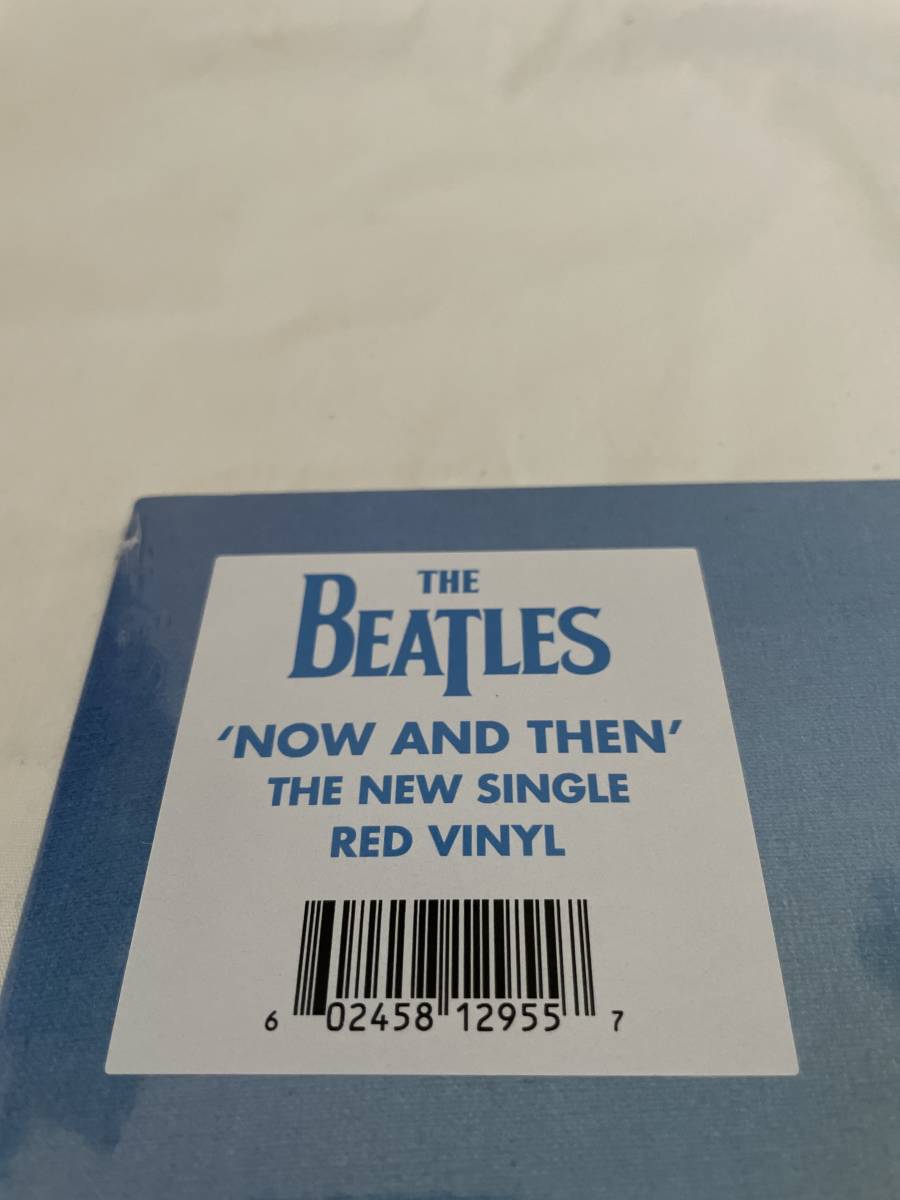 THE
BEATLES
‘NOW AND THEN’
THE NEW SINGLE
RED VINYL
6 02458 12955 7